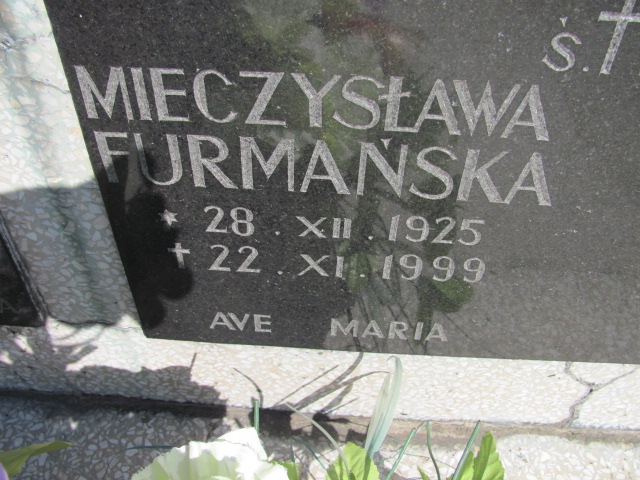 Ś. †
MIECZYSŁAWA
FURMAŃSKA
* 28. XII. 1925
† 22. XI. 1999
AVE MARIA